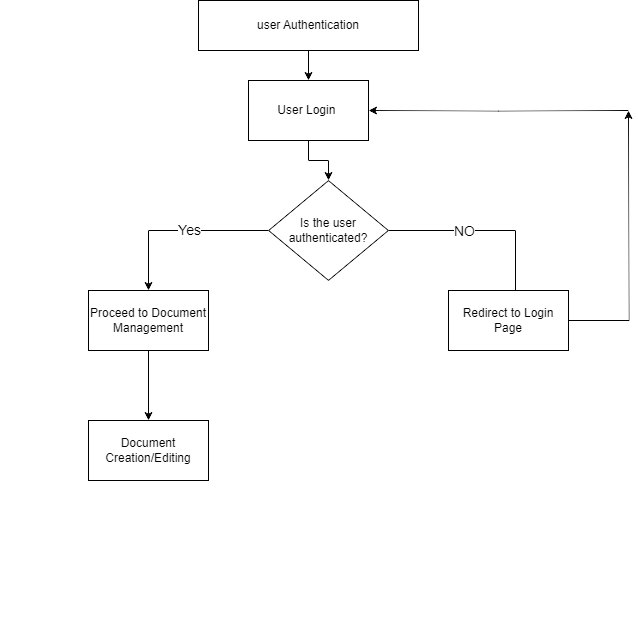 user Authentication
User Login
Is the user
authenticated?
Yes
NO
Proceed to Document
Management
Redirect to Login
Page
Document
Creation/Editing